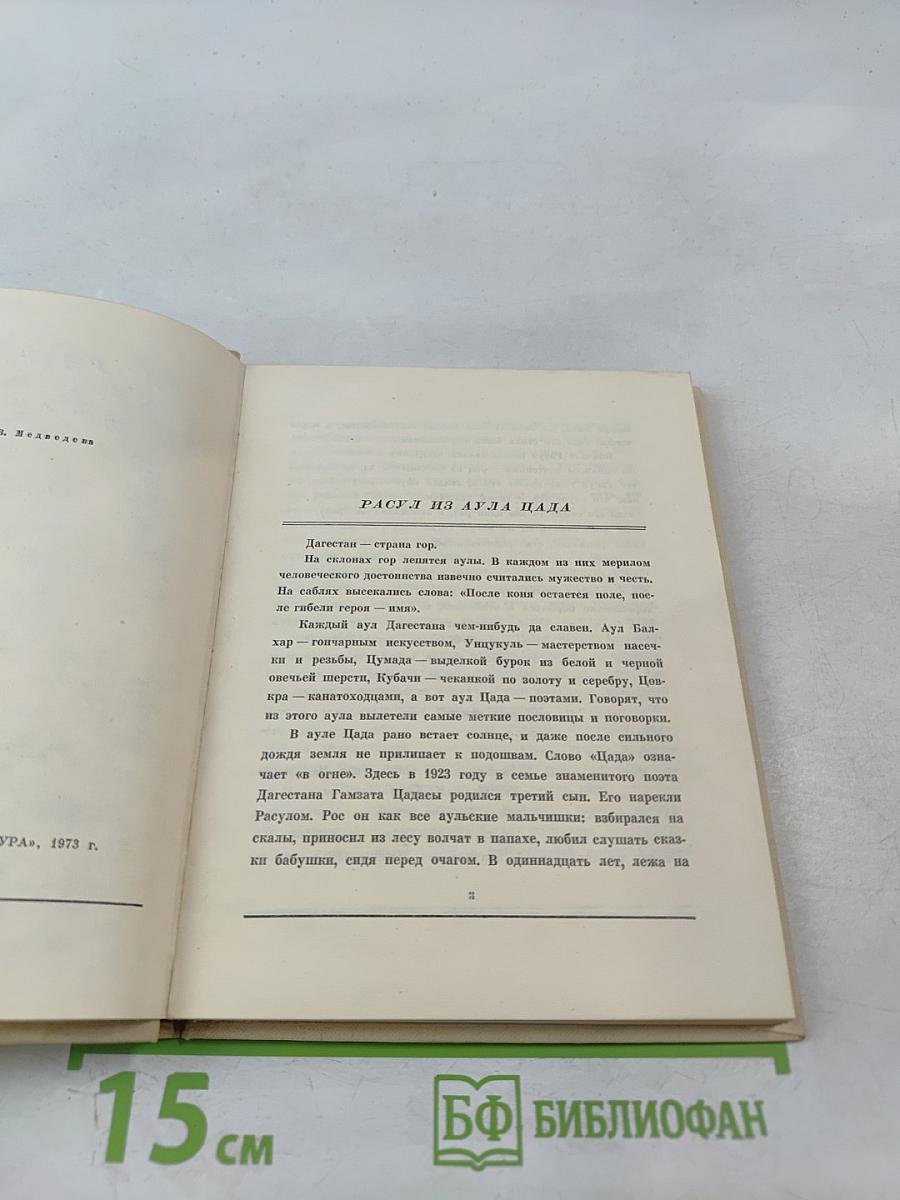 В. Медведева
УРА», 1973 г.
РАСУЛ ИЗ АУЛА ЦАДА
Дагестан — страна гор.
На склонах гор лепятся аулы. В каждом из них мерилом
человеческого достоинства извечно считались мужество и честь.
На саблях высекались слова: «После коня остается поле, пос-
ле гибели героя — имя».
Каждый аул Дагестана чем-нибудь да славен. Аул Бал-
хар — гончарным искусством, Унцукуль — мастерством насеч-
ки и резьбы, Цумада — выделкой бурок из белой и черной
овечьей шерсти, Кубачи — чеканкой по золоту и серебру, Цов-
кра — канатоходцами, а вот аул Цада — поэтами. Говорят, что
из этого аула вылетели самые меткие пословицы и поговорки.
В ауле Цада рано встает солнце, и даже после сильного
дождя земля не прилипает к подошвам. Слово «Цада» озна-
чает «в огне». Здесь в 1923 году в семье знаменитого поэта
Дагестана Гамзата Цадасы родился третий сын. Его нарекли
Расулом. Рос он как все аульские мальчишки: взбирался на
скалы, приносил из лесу волчат в папахе, любил слушать сказ-
ки бабушки, сидя перед очагом. В одиннадцать лет, лежа на
3
15 см
БФ БИБЛИОФАН